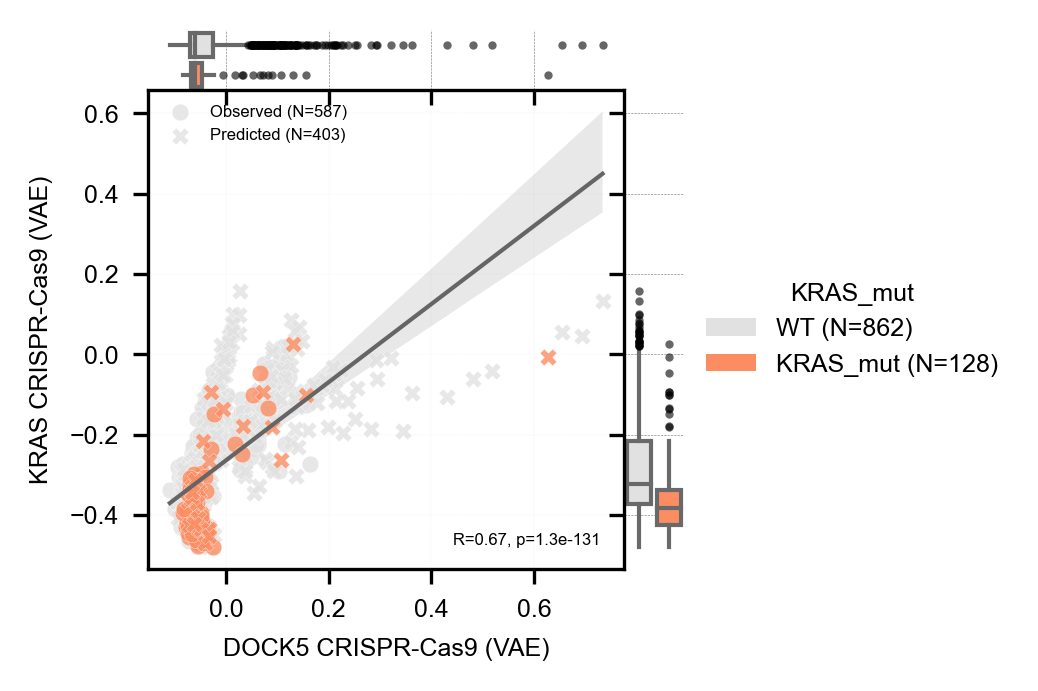 0.6
0.4
0.2
0.0
−0.2
−0.4
KRAS CRISPR-Cas9 (VAE)
Observed (N=587)
Predicted (N=403)
R=0.67, p=1.3e-131
0.0 0.2 0.4 0.6
DOCK5 CRISPR-Cas9 (VAE)
KRAS_mut
WT (N=862)
KRAS_mut (N=128)